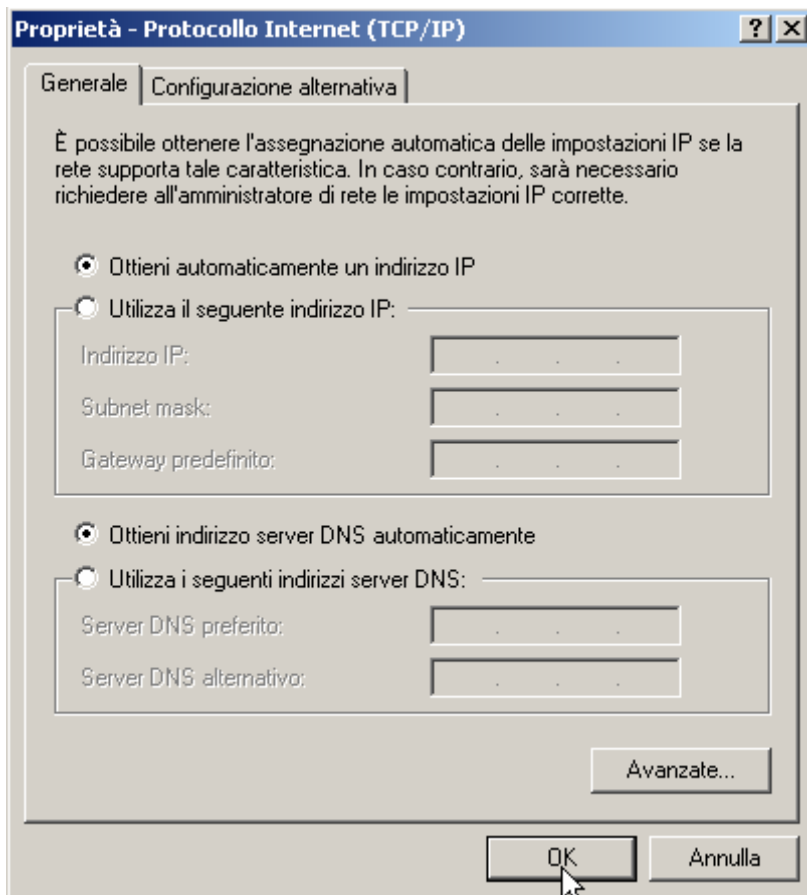 Proprietà - Protocollo Internet (TCP/IP)
Generale
Configurazione alternativa
È possibile ottenere l'assegnazione automatica delle impostazioni IP se la
rete supporta tale caratteristica. In caso contrario, sarà necessario
richiedere all'amministratore di rete le impostazioni IP corrette.
Ottieni automaticamente un indirizzo IP
Utilizza il seguente indirizzo IP:
Indirizzo IP:
Subnet mask:
Gateway predefinito:
Ottieni indirizzo server DNS automaticamente
Utilizza i seguenti indirizzi server DNS:
Server DNS preferito:
Server DNS alternativo:
Avanzate...
OK
Annulla